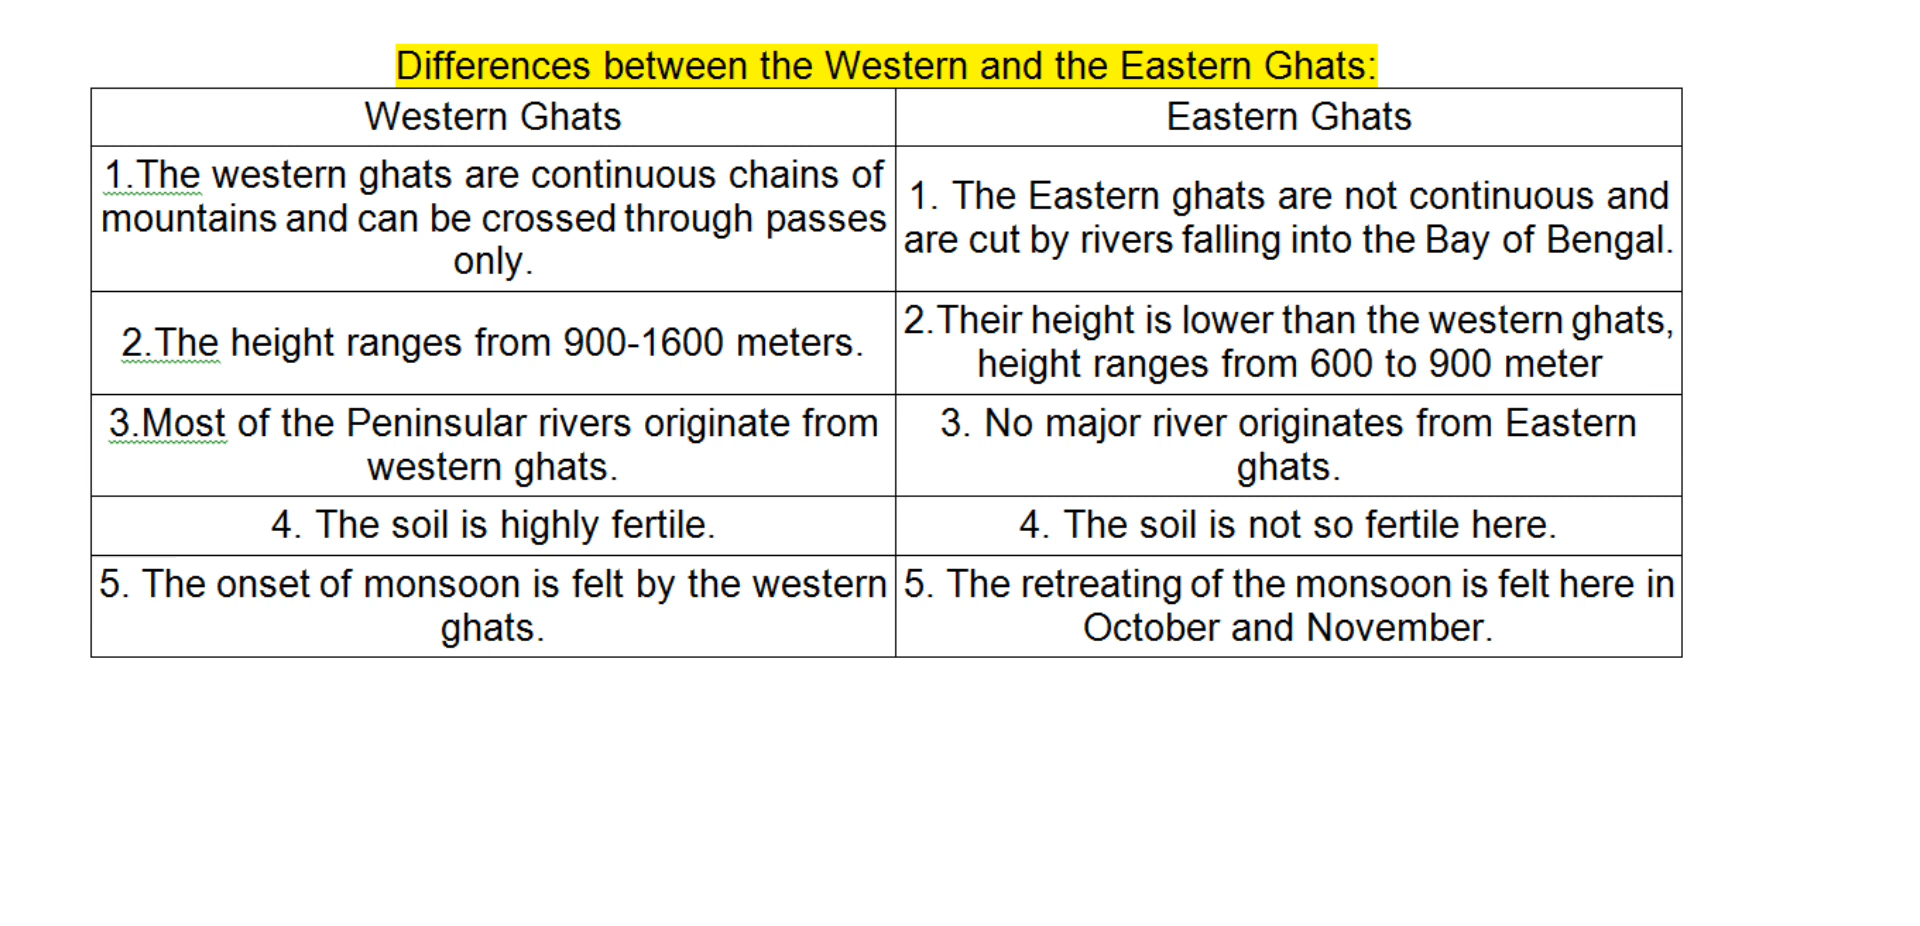 Differences between the Western and the Eastern Ghats:
Western Ghats
Eastern Ghats
1.The western ghats are continuous chains of
mountains and can be crossed through passes
only.
1. The Eastern ghats are not continuous and
are cut by rivers falling into the Bay of Bengal.
2.The height ranges from 900-1600 meters.
2.Their height is lower than the western ghats,
height ranges from 600 to 900 meter
3.Most of the Peninsular rivers originate from
western ghats.
3. No major river originates from Eastern
ghats.
4. The soil is highly fertile.
4. The soil is not so fertile here.
5. The onset of monsoon is felt by the western
ghats.
5. The retreating of the monsoon is felt here in
October and November.